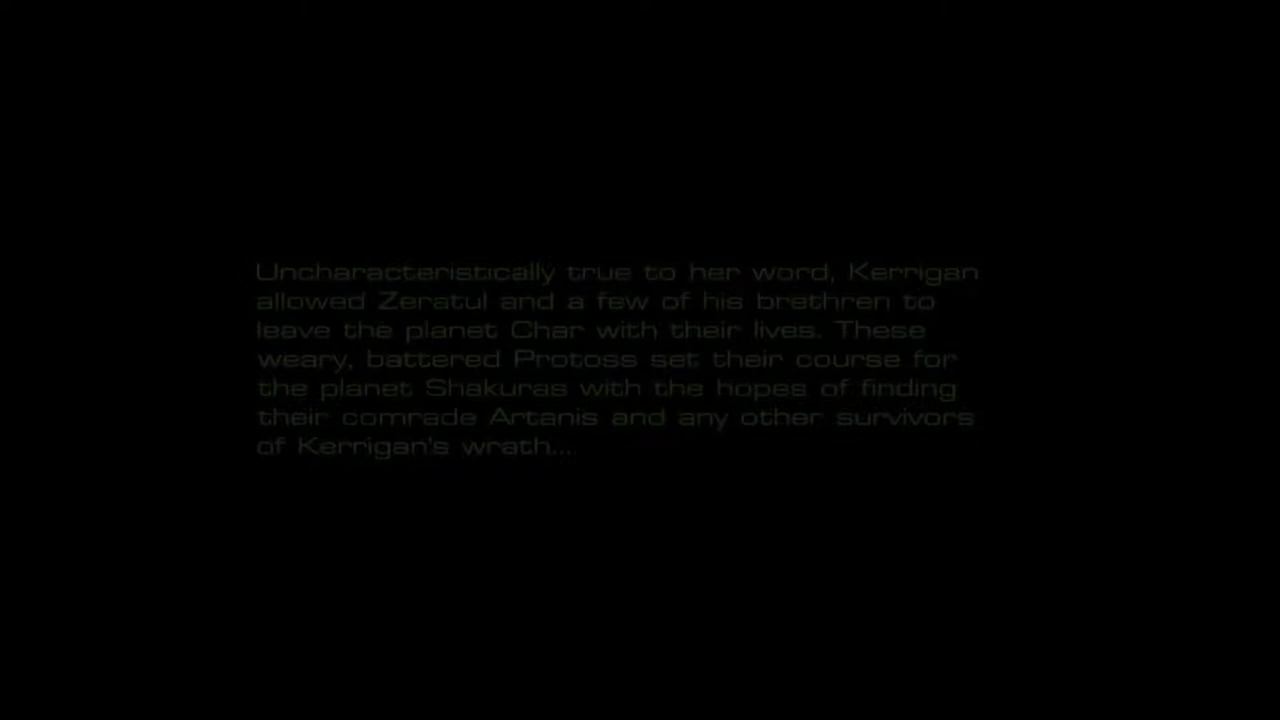 Uncharacteristically true to her word, Kerrigan
allowed Zeratul and a few of his brethren to
leave the planet Char with their lives. These
weary, battered Protoss set their course for
the planet Shakuras with the hopes of finding
their comrade Artanis and any other survivors
of Kerrigan's wrath....